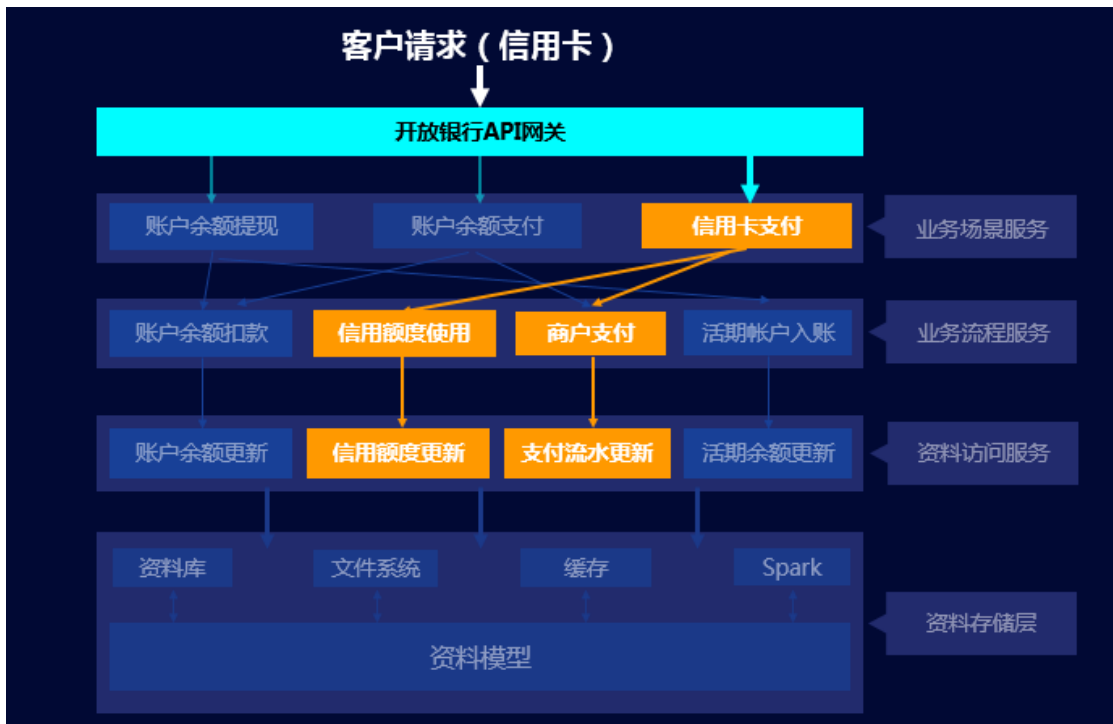 客户请求（信用卡）
开放银行API网关
账户余额提现
账户余额支付
信用卡支付
业务场景服务
账户余额扣款
信用额度使用
商户支付
活期帐户入账
业务流程服务
账户余额更新
信用额度更新
支付流水更新
活期余额更新
资料访问服务
资料库
文件系统
缓存
Spark
资料存储层
资料模型